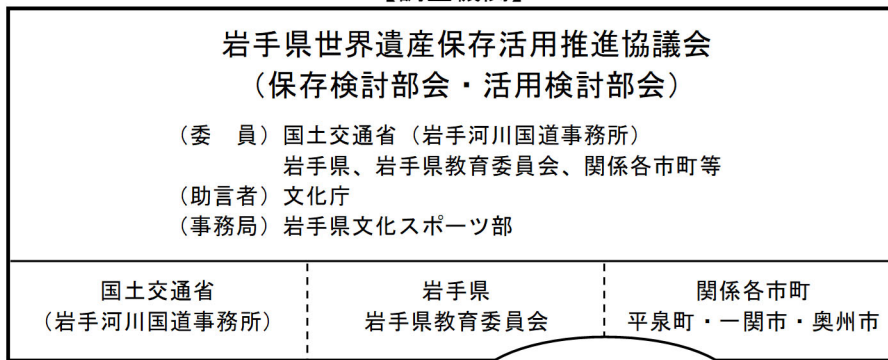 岩手県世界遺産保存活用推進協議会
（保存検討部会・活用検討部会）
（委　員）国土交通省（岩手河川国道事務所）
岩手県、岩手県教育委員会、関係各市町等
（助言者）文化庁
（事務局）岩手県文化スポーツ部
国土交通省
（岩手河川国道事務所）
岩手県
岩手県教育委員会
関係各市町
平泉町・一関市・奥州市